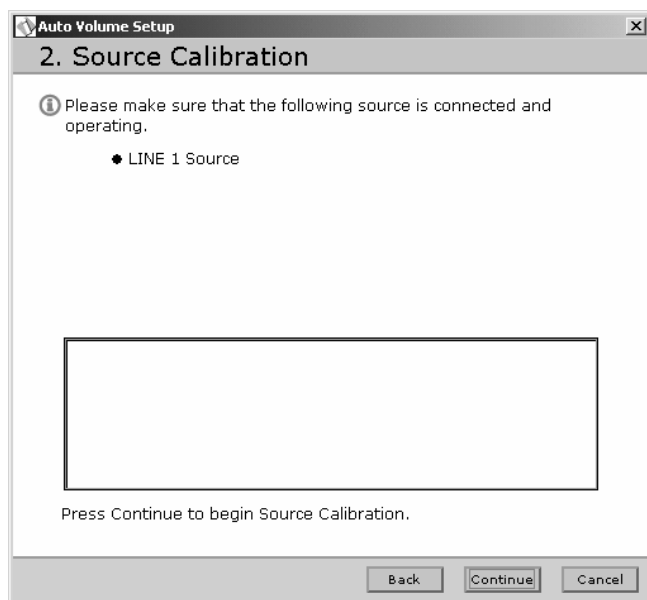 Auto Volume Setup
2. Source Calibration
Please make sure that the following source is connected and
operating.
● LINE 1 Source
Press Continue to begin Source Calibration.
Back Continue Cancel